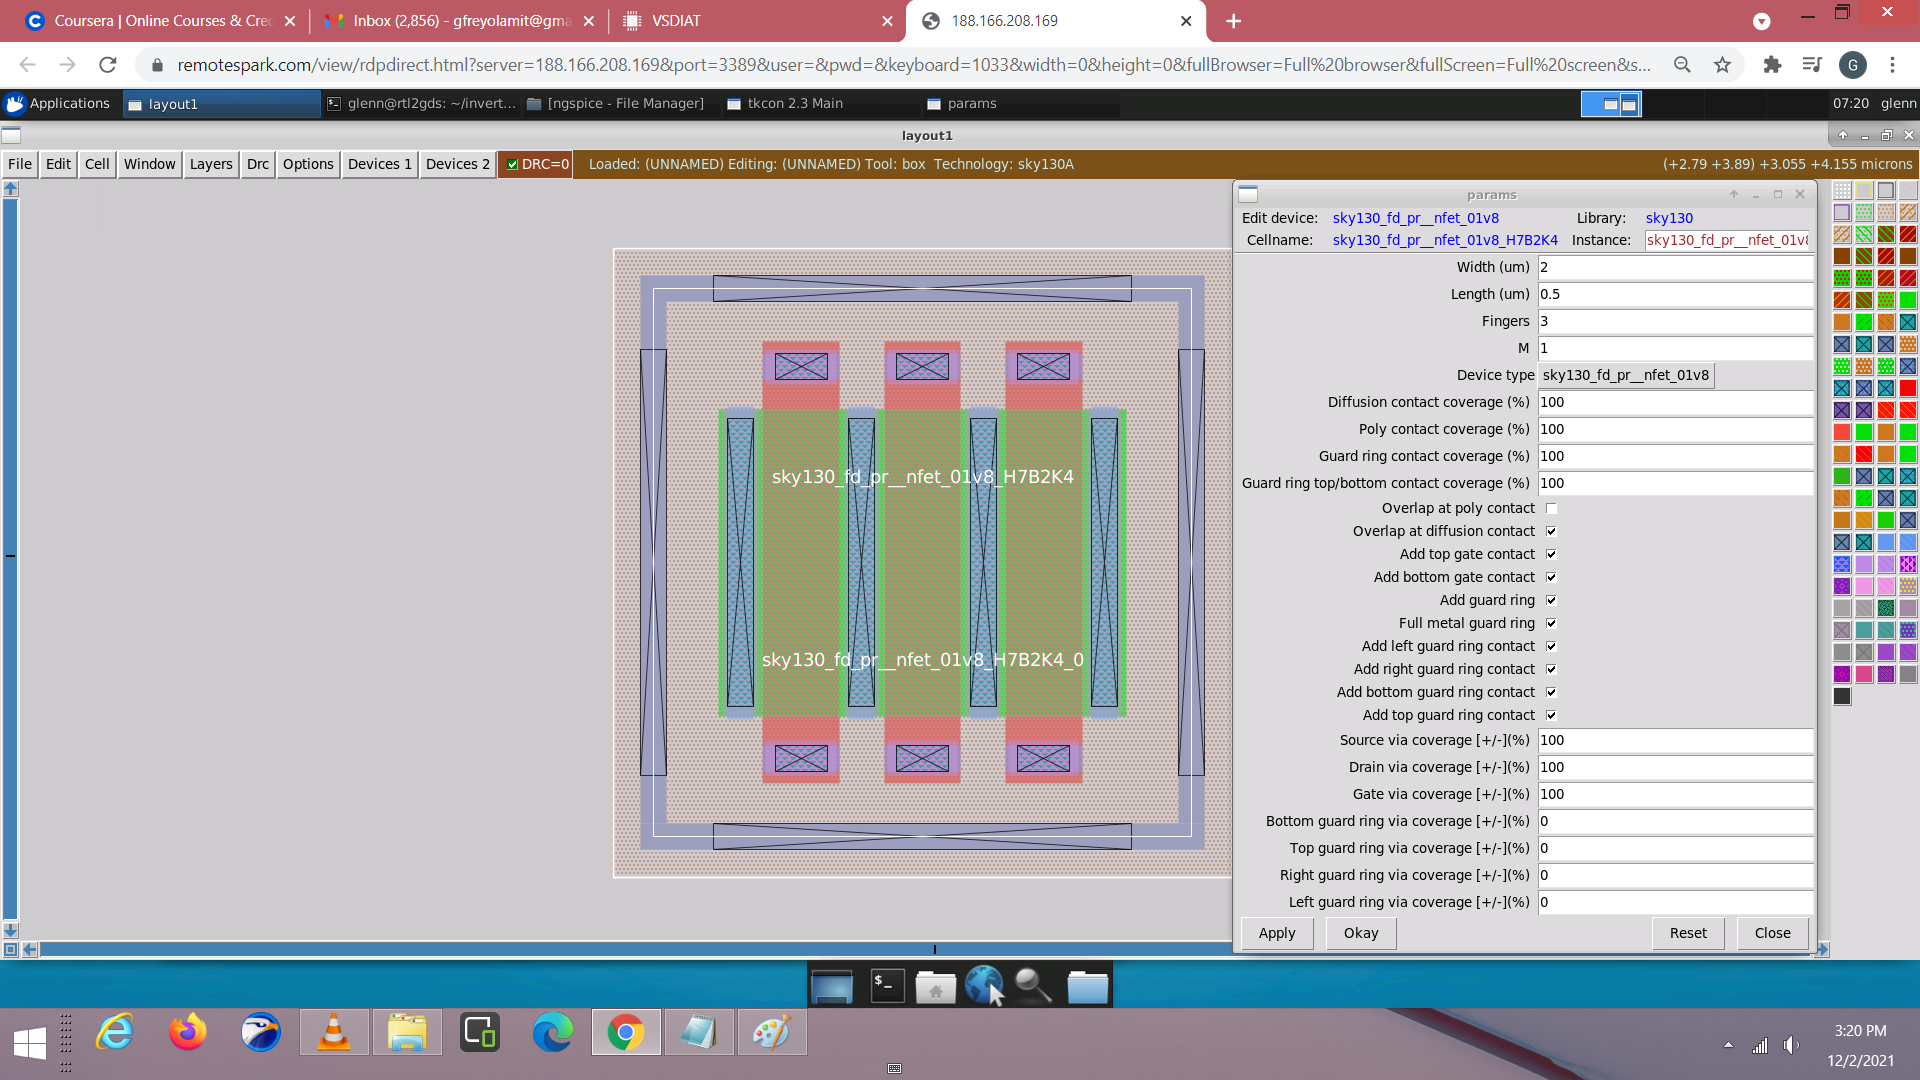 Coursera | Online Courses & Cre
Inbox (2,856) - gfreyolamit@gma
VSDIAT
188.166.208.169
remotespark.com/view/rdpdirect.html?server=188.166.208.169&port=3389&user=&pwd=&keyboard=1033&width=0&height=0&fullBrowser=Full%20browser&fullScreen=Full%20screen&s...
G
Applications
layout1
glenn@rtl2gds: ~/invert...
[ngspice - File Manager]
tkcon 2.3 Main
params
07:20 glenn
layout1
File Edit Cell Window Layers Drc Options Devices 1 Devices 2 DRC=0 Loaded: (UNNAMED) Editing: (UNNAMED) Tool: box Technology: sky130A (+2.79 +3.89) +3.055 +4.155 microns
params
Edit device: sky130_fd_pr__nfet_01v8 Library: sky130
Cellname: sky130_fd_pr__nfet_01v8_H7B2K4 Instance: sky130_fd_pr__nfet_01v8
Width (um) 2
Length (um) 0.5
Fingers 3
M 1
Device type sky130_fd_pr__nfet_01v8
Diffusion contact coverage (%) 100
Poly contact coverage (%) 100
Guard ring contact coverage (%) 100
Guard ring top/bottom contact coverage (%) 100
Overlap at poly contact
Overlap at diffusion contact
Add top gate contact
Add bottom gate contact
Add guard ring
Full metal guard ring
Add left guard ring contact
Add right guard ring contact
Add bottom guard ring contact
Add top guard ring contact
Source via coverage [+/-](%) 100
Drain via coverage [+/-](%) 100
Gate via coverage [+/-](%) 100
Bottom guard ring via coverage [+/-](%) 0
Top guard ring via coverage [+/-](%) 0
Right guard ring via coverage [+/-](%) 0
Left guard ring via coverage [+/-](%) 0
Apply Okay Reset Close
sky130_fd_pr__nfet_01v8_H7B2K4
sky130_fd_pr__nfet_01v8_H7B2K4_0
3:20 PM
12/2/2021